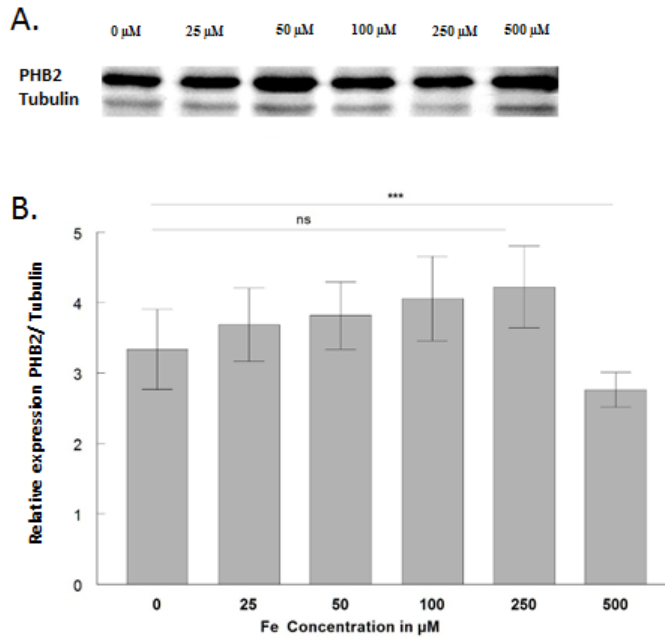 A.
0 µM 25 µM 50 µM 100 µM 250 µM 500 µM
PHB2
Tubulin
B.
***
ns
5
4
3
2
1
0
Relative expression PHB2/ Tubulin
0 25 50 100 250 500
Fe Concentration in µM